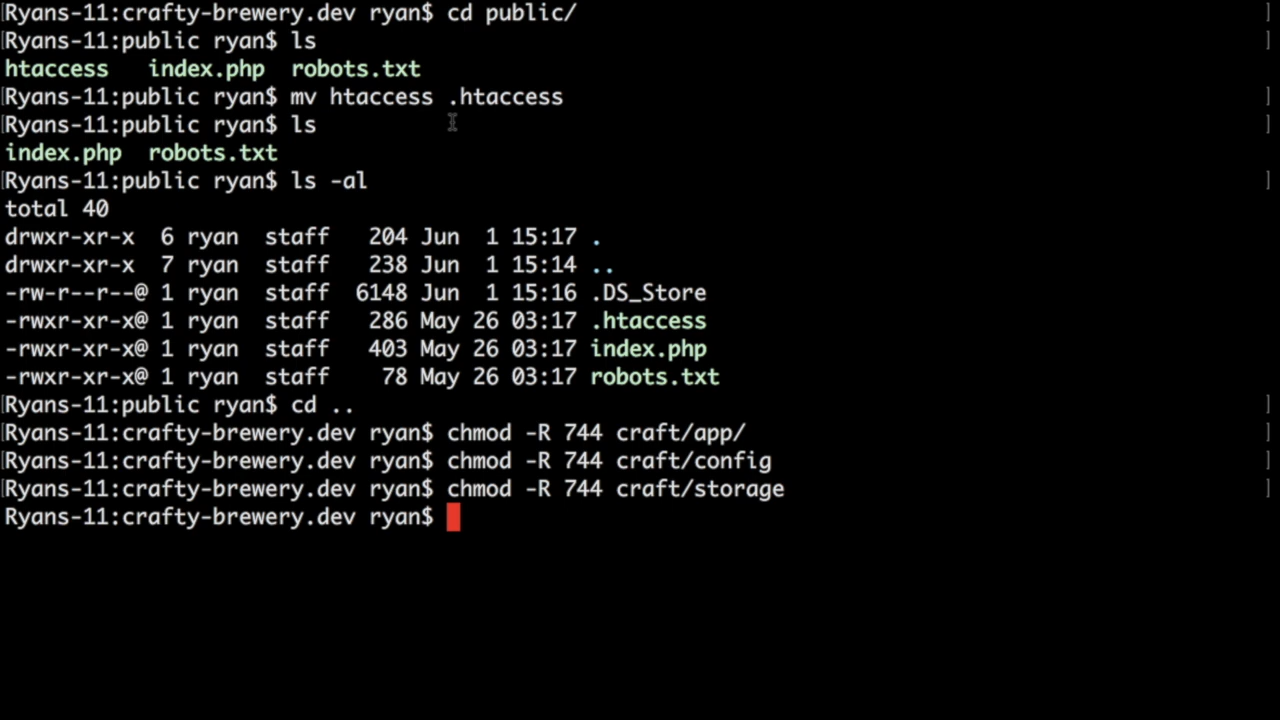 [Ryans-11:crafty-brewery.dev ryan$ cd public/ ]
[Ryans-11:public ryan$ ls ]
htaccess index.php robots.txt
[Ryans-11:public ryan$ mv htaccess .htaccess ]
[Ryans-11:public ryan$ ls ]
index.php robots.txt
[Ryans-11:public ryan$ ls -al ]
total 40
drwxr-xr-x 6 ryan staff 204 Jun 1 15:17 .
drwxr-xr-x 7 ryan staff 238 Jun 1 15:14 ..
-rw-r--r--@ 1 ryan staff 6148 Jun 1 15:16 .DS_Store
-rwxr-xr-x@ 1 ryan staff 286 May 26 03:17 .htaccess
-rwxr-xr-x@ 1 ryan staff 403 May 26 03:17 index.php
-rwxr-xr-x@ 1 ryan staff 78 May 26 03:17 robots.txt
[Ryans-11:public ryan$ cd .. ]
[Ryans-11:crafty-brewery.dev ryan$ chmod -R 744 craft/app/ ]
[Ryans-11:crafty-brewery.dev ryan$ chmod -R 744 craft/config ]
[Ryans-11:crafty-brewery.dev ryan$ chmod -R 744 craft/storage ]
Ryans-11:crafty-brewery.dev ryan$